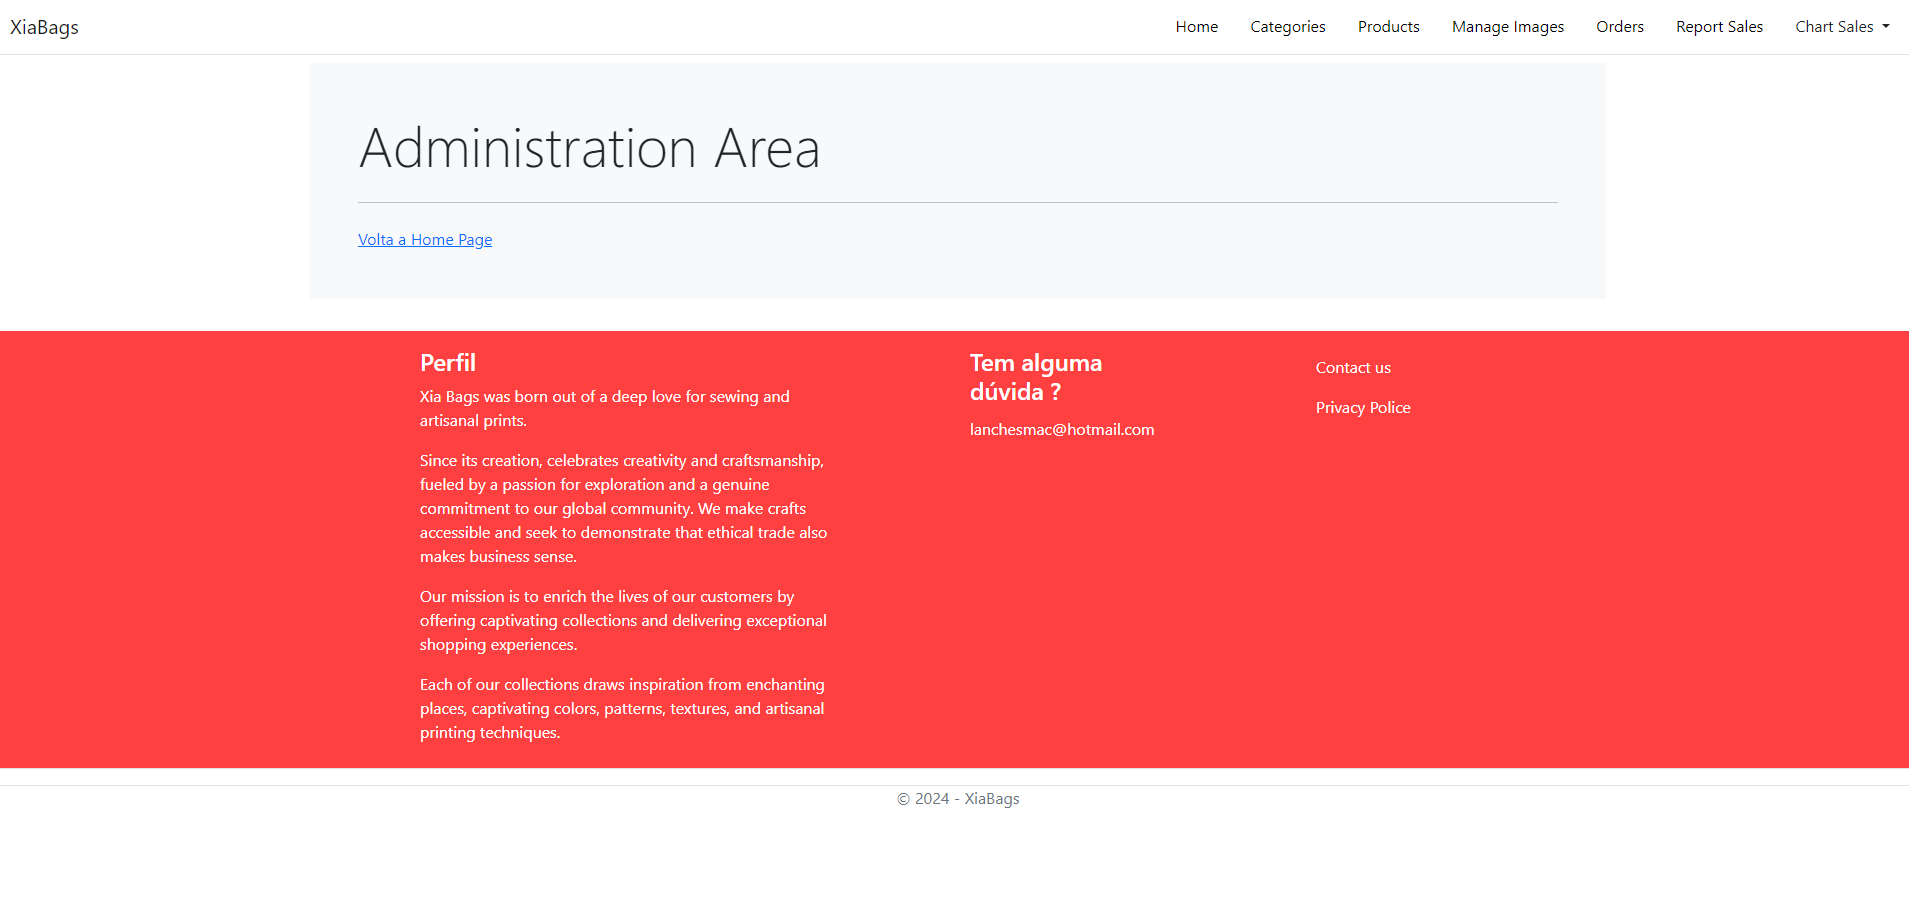 XiaBags
Home Categories Products Manage Images Orders Report Sales Chart Sales
Administration Area
Volta a Home Page
Perfil
Xia Bags was born out of a deep love for sewing and
artisanal prints.
Since its creation, celebrates creativity and craftsmanship,
fueled by a passion for exploration and a genuine
commitment to our global community. We make crafts
accessible and seek to demonstrate that ethical trade also
makes business sense.
Our mission is to enrich the lives of our customers by
offering captivating collections and delivering exceptional
shopping experiences.
Each of our collections draws inspiration from enchanting
places, captivating colors, patterns, textures, and artisanal
printing techniques.
Tem alguma
dúvida ?
lanchesmac@hotmail.com
Contact us
Privacy Police
© 2024 - XiaBags